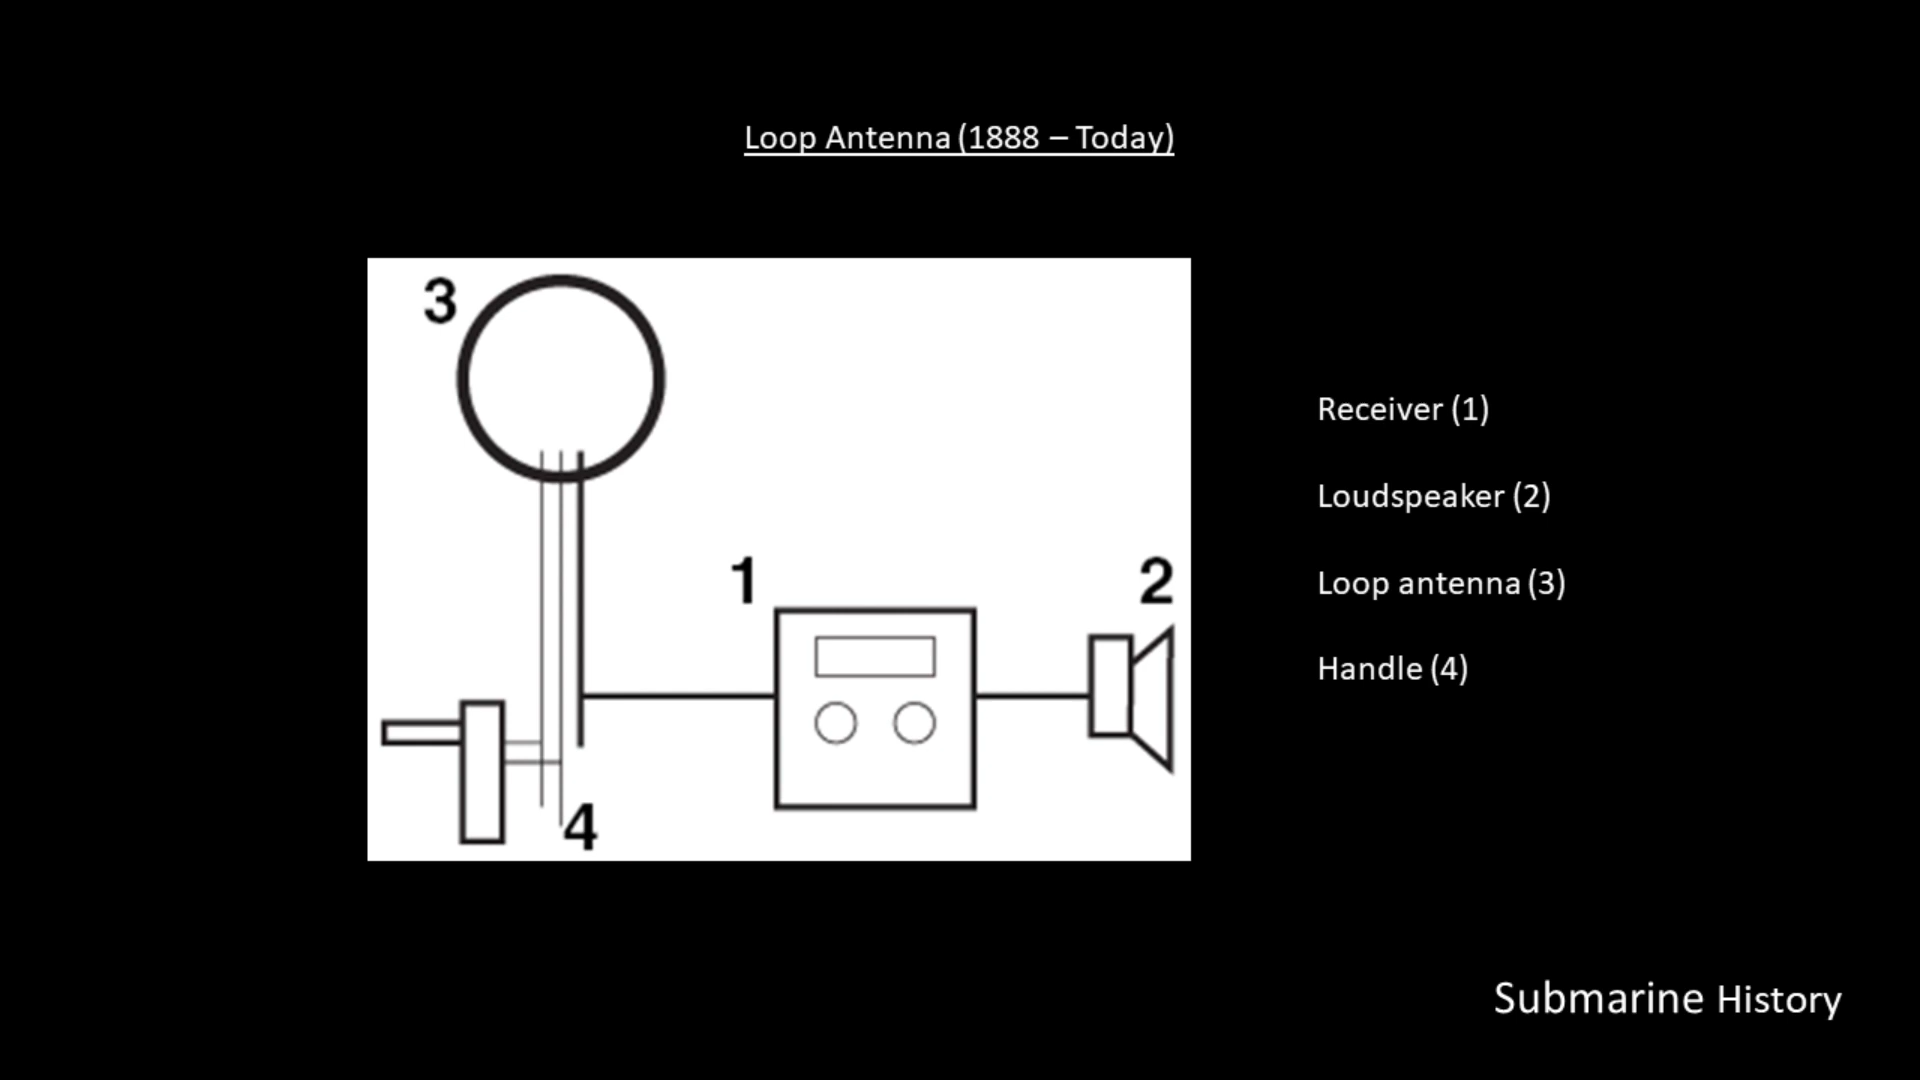 Loop Antenna (1888 – Today)
3
1
2
4
Receiver (1)
Loudspeaker (2)
Loop antenna (3)
Handle (4)
Submarine History